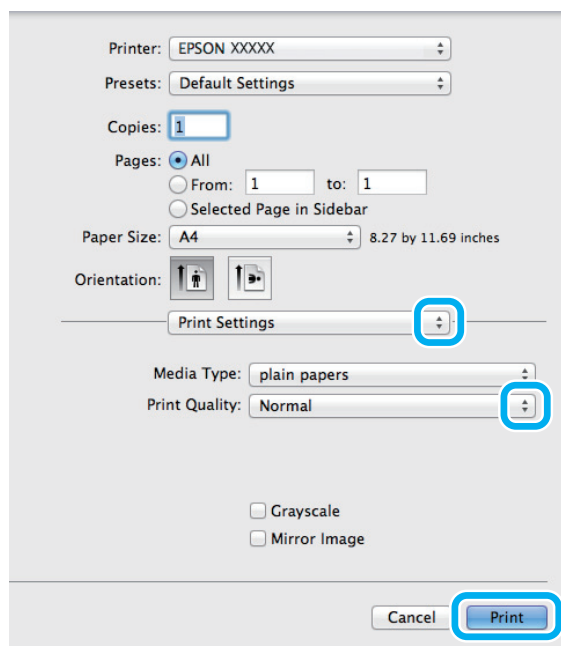 Printer: EPSON XXXXX
Presets: Default Settings
Copies: 1
Pages: All
From: 1 to: 1
Selected Page in Sidebar
Paper Size: A4 8.27 by 11.69 inches
Orientation:
Print Settings
Media Type: plain papers
Print Quality: Normal
Grayscale
Mirror Image
Cancel Print